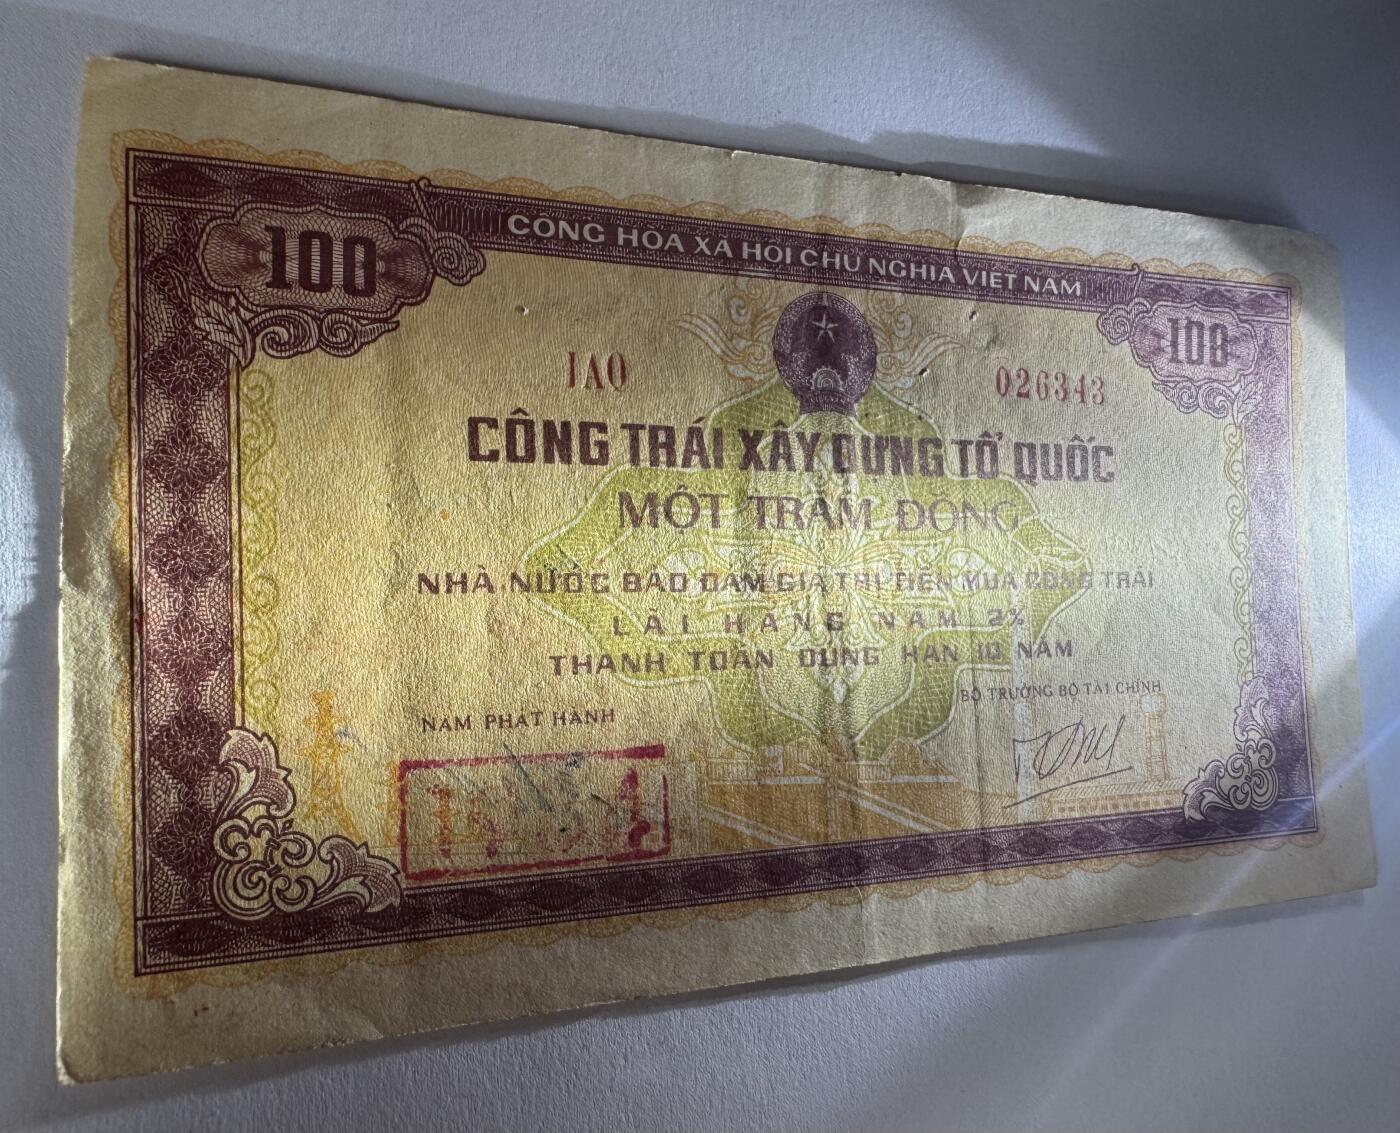 CỘNG HÒA XÃ HỘI CHỦ NGHĨA VIỆT NAM
100
100
IAO
026343
CÔNG TRÁI XÂY DỰNG TỔ QUỐC
MỘT TRĂM ĐỒNG
NHÀ NƯỚC BẢO ĐẢM GIÁ TRỊ TIỀN MUA CÔNG TRÁI
LÃI HÀNG NĂM 2%
THANH TOÁN ĐÚNG HẠN 10 NĂM
BỘ TRƯỞNG BỘ TÀI CHÍNH
NĂM PHÁT HÀNH